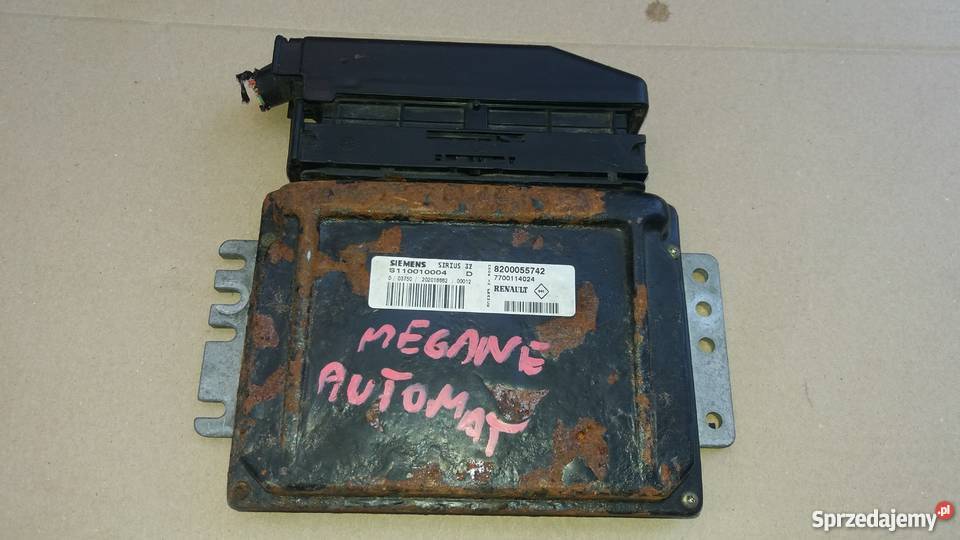 SIEMENS SIRIUS 32
S110010004 D
8200055742
7700114024
RENAULT
MEGANE
AUTOMAT
Sprzedajemy.pl